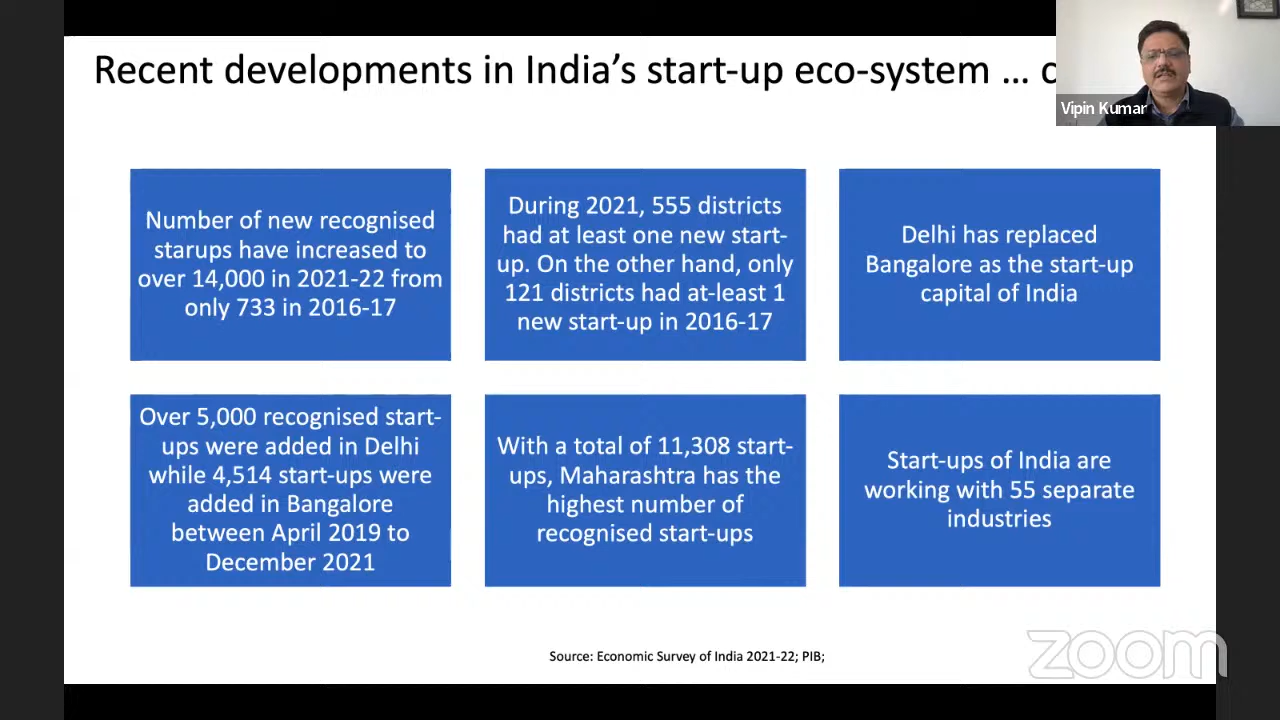 Recent developments in India’s start-up eco-system ... c
Vipin Kumar
Number of new recognised
starups have increased to
over 14,000 in 2021-22 from
only 733 in 2016-17
During 2021, 555 districts
had at least one new start-
up. On the other hand, only
121 districts had at-least 1
new start-up in 2016-17
Delhi has replaced
Bangalore as the start-up
capital of India
Over 5,000 recognised start-
ups were added in Delhi
while 4,514 start-ups were
added in Bangalore
between April 2019 to
December 2021
With a total of 11,308 start-
ups, Maharashtra has the
highest number of
recognised start-ups
Start-ups of India are
working with 55 separate
industries
Source: Economic Survey of India 2021-22; PIB;
zoom